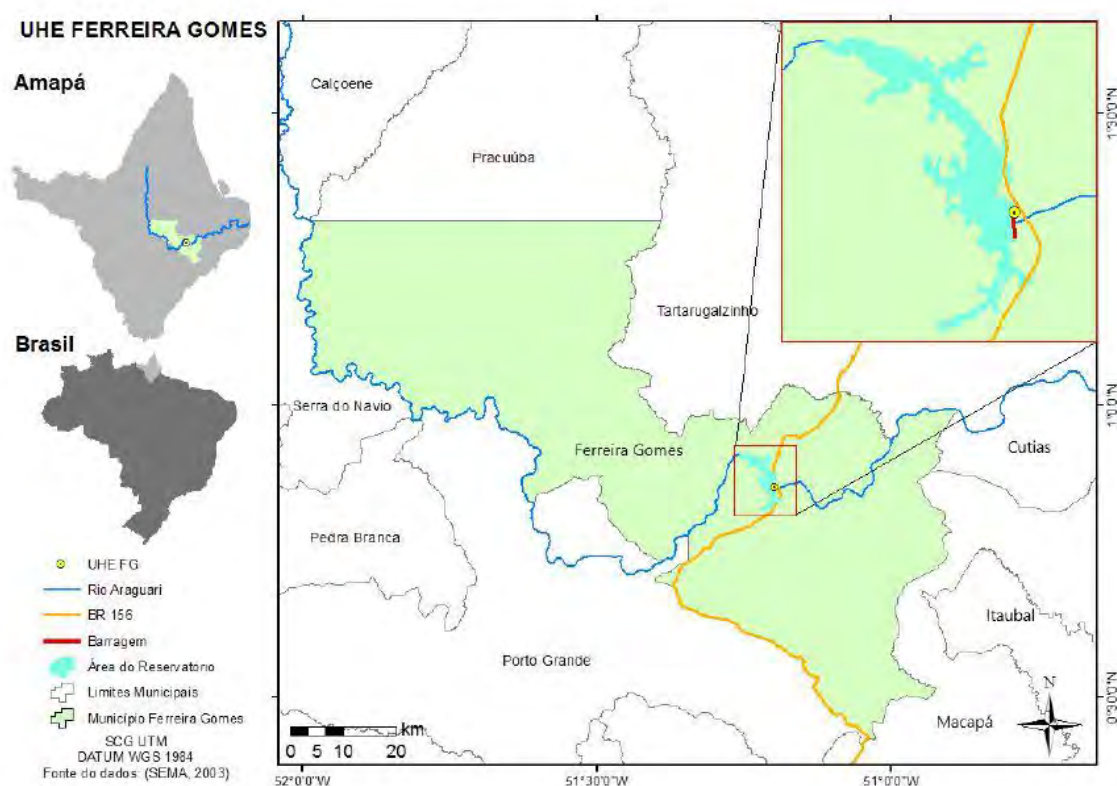 UHE FERREIRA GOMES
Amapá
Brasil
UHE FG
Rio Araguari
BR 156
Barragem
Área do Reservatório
Limites Municipais
Município Ferreira Gomes
SCG UTM
DATUM WGS 1984
Fonte do dados: (SEMA, 2003)
Calçoene
Pracuúba
Tartarugalzinho
Serra do Navio
Ferreira Gomes
Cutias
Pedra Branca
Itaubal
Porto Grande
Macapá
N
km
0 5 10 20
52°0'0"W
51°30'0"W
51°0'0"W
1°30'0"N
1°0'0"N
0°30'0"N